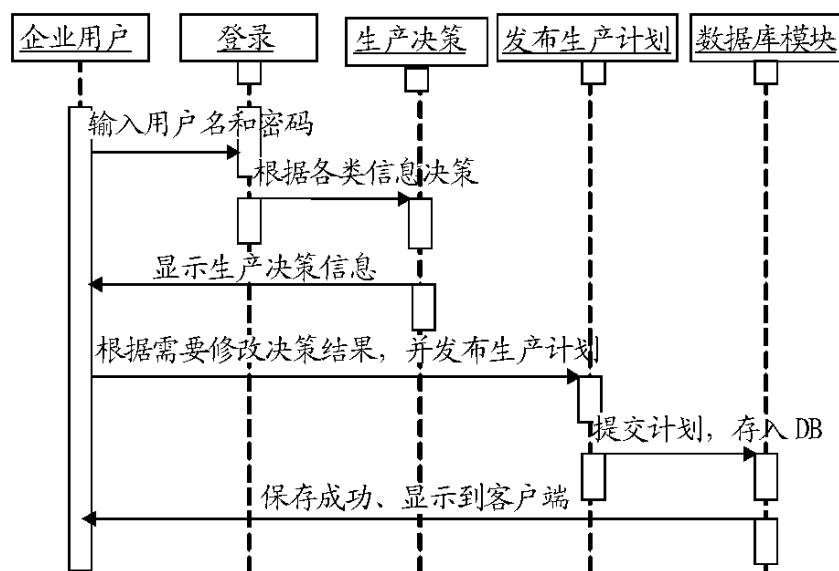 企业用户
登录
生产决策
发布生产计划
数据库模块
输入用户名和密码
根据各类信息决策
显示生产决策信息
根据需要修改决策结果，并发布生产计划
提交计划，存入DB
保存成功、显示到客户端